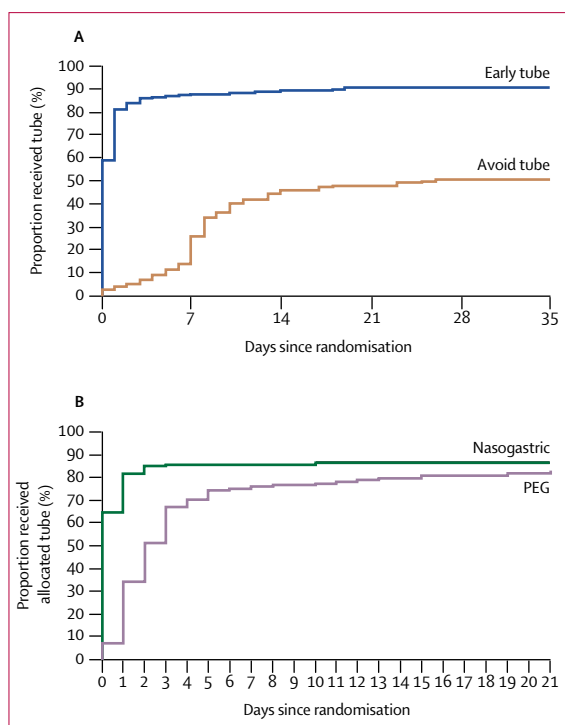 A
Proportion received tube (%)
100
90
80
70
60
50
40
30
20
10
0
Early tube
Avoid tube
0 7 14 21 28 35
Days since randomisation
B
Proportion received
allocated tube (%)
100
90
80
70
60
50
40
30
20
10
0
Nasogastric
PEG
0 1 2 3 4 5 6 7 8 9 10 11 12 13 14 15 16 17 18 19 20 21
Days since randomisation